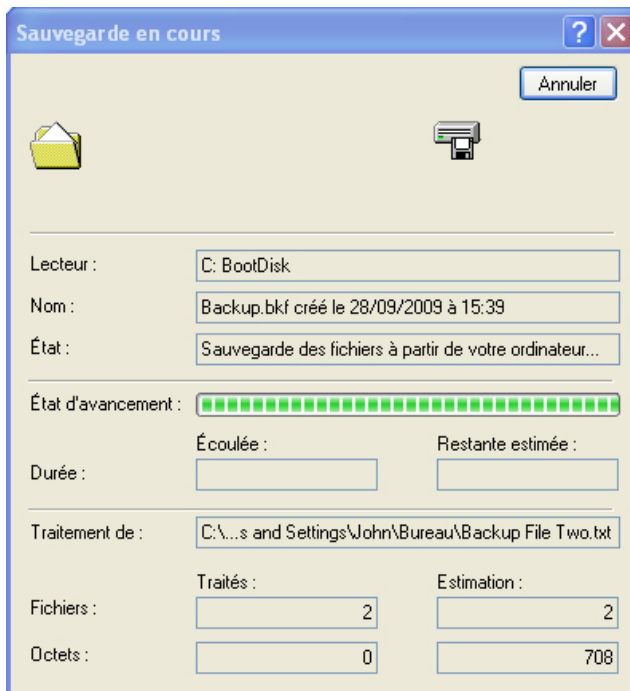 Sauvegarde en cours
Annuler
Lecteur : C: BootDisk
Nom : Backup.bkf créé le 28/09/2009 à 15:39
État : Sauvegarde des fichiers à partir de votre ordinateur...
État d'avancement :
Écoulée : Restante estimée :
Durée :
Traitement de : C:\...s and Settings\John\Bureau\Backup File Two.txt
Traités : Estimation :
Fichiers : 2 2
Octets : 0 708